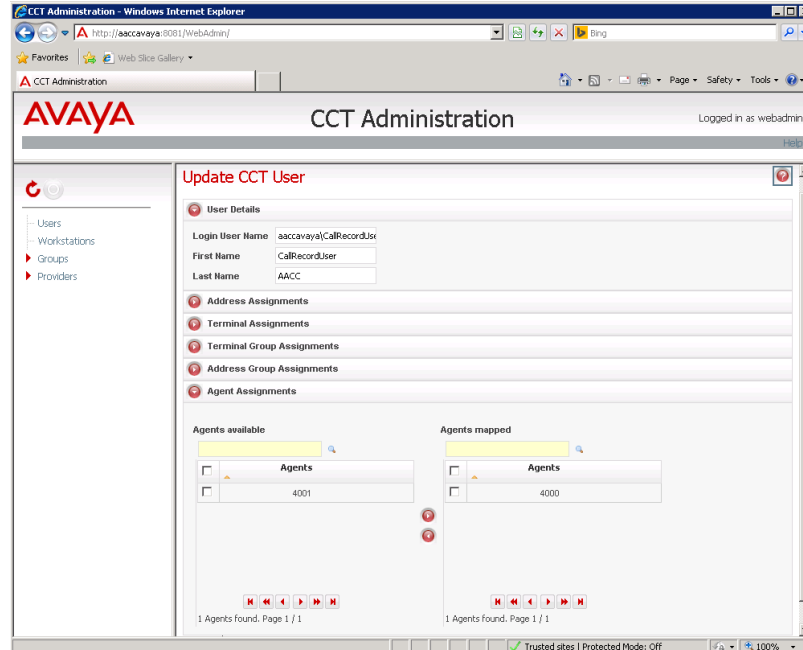 CCT Administration - Windows Internet Explorer
http://aaccavaya:8081/WebAdmin/
Bing
Favorites
Web Slice Gallery
CCT Administration
Page Safety Tools
AVAYA
CCT Administration
Logged in as webadmin
Help
Update CCT User
User Details
Users
Login User Name aaccavaya\CallRecordUse
Workstations
First Name CallRecordUser
Groups
Last Name AACC
Providers
Address Assignments
Terminal Assignments
Terminal Group Assignments
Address Group Assignments
Agent Assignments
Agents available Agents mapped
Agents Agents
4001 4000
1 Agents found. Page 1 / 1 1 Agents found. Page 1 / 1
Trusted sites | Protected Mode: Off 100%